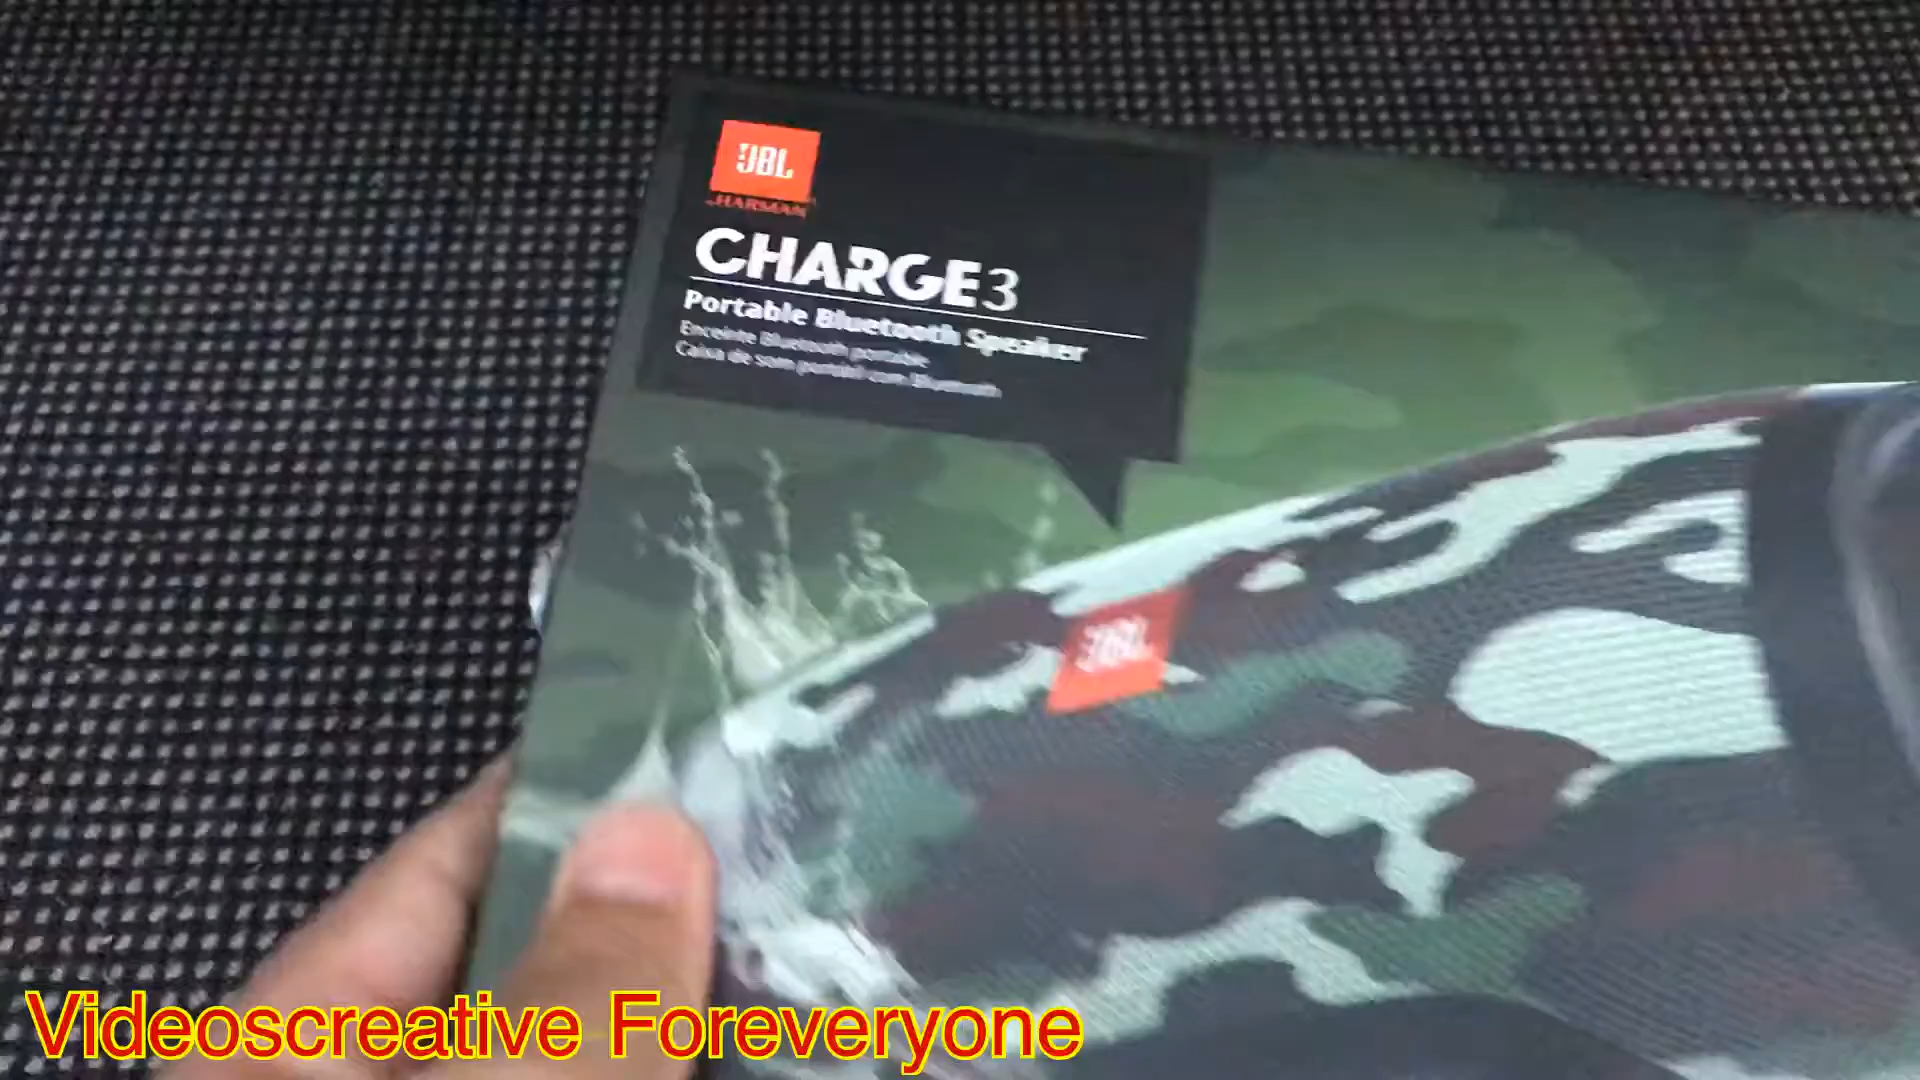 JBL
HARMAN
CHARGE3
Portable Bluetooth Speaker
Enceinte Bluetooth portable
Caixa de som portátil com Bluetooth
JBL
Videoscreative Foreveryone